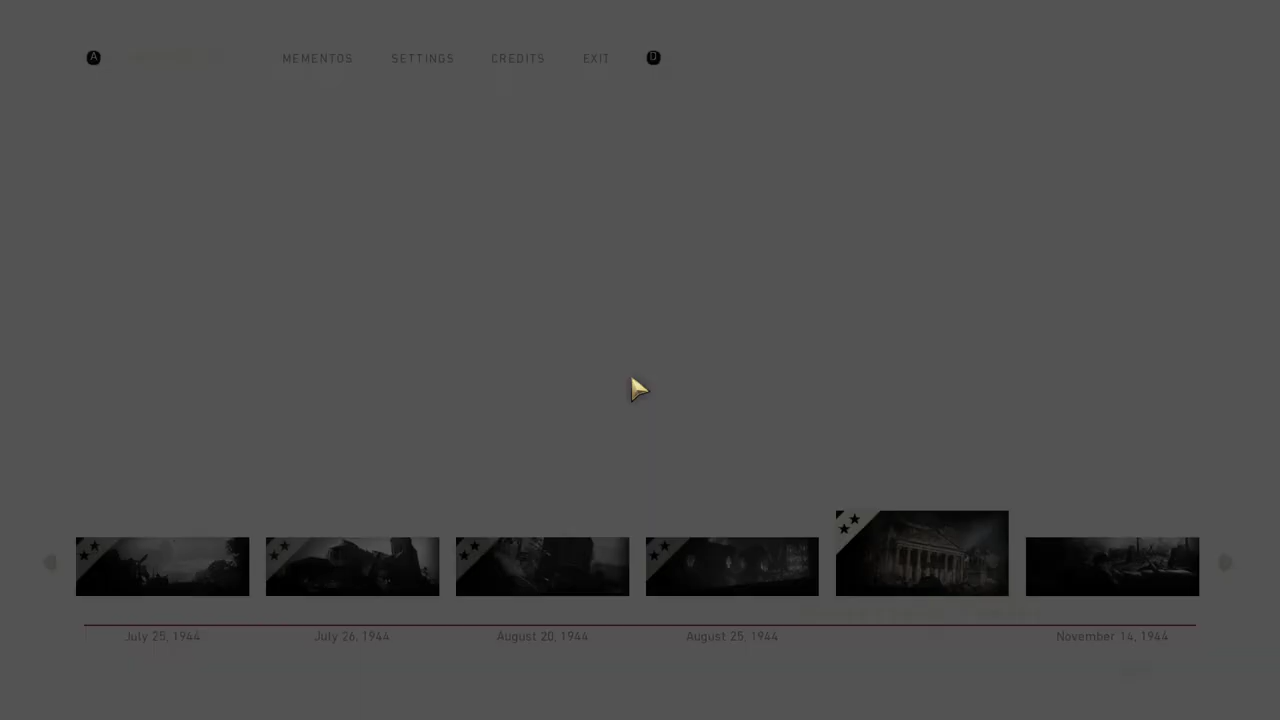 A MEMENTOS SETTINGS CREDITS EXIT D
July 25, 1944 July 26, 1944 August 20, 1944 August 25, 1944 November 14, 1944